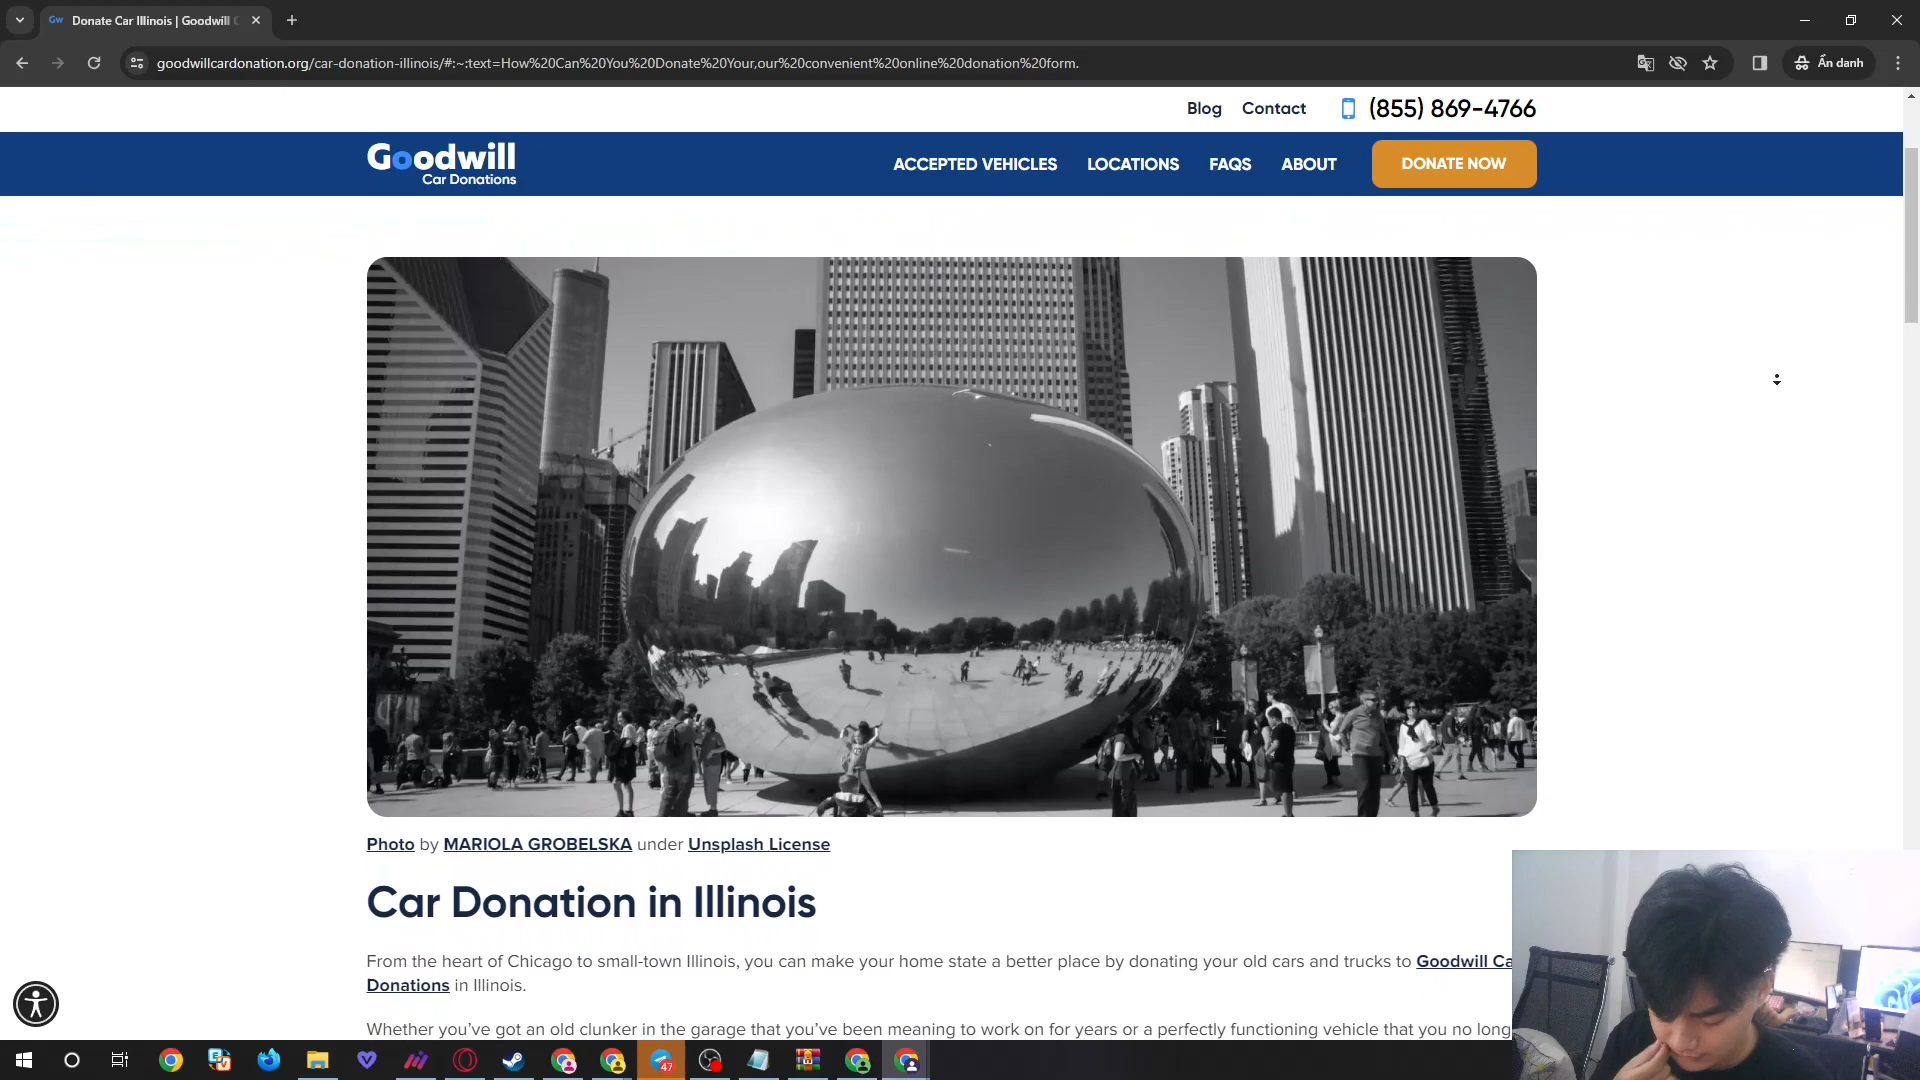 Gw Donate Car Illinois | Goodwill C
goodwillcardonation.org/car-donation-illinois/#:~:text=How%20Can%20You%20Donate%20Your,our%20convenient%20online%20donation%20form.
Ẩn danh
Blog Contact (855) 869-4766
Goodwill
Car Donations
ACCEPTED VEHICLES LOCATIONS FAQS ABOUT DONATE NOW
Photo by MARIOLA GROBELSKA under Unsplash License
Car Donation in Illinois
From the heart of Chicago to small-town Illinois, you can make your home state a better place by donating your old cars and trucks to Goodwill Ca
Donations in Illinois.
Whether you've got an old clunker in the garage that you've been meaning to work on for years or a perfectly functioning vehicle that you no long
47